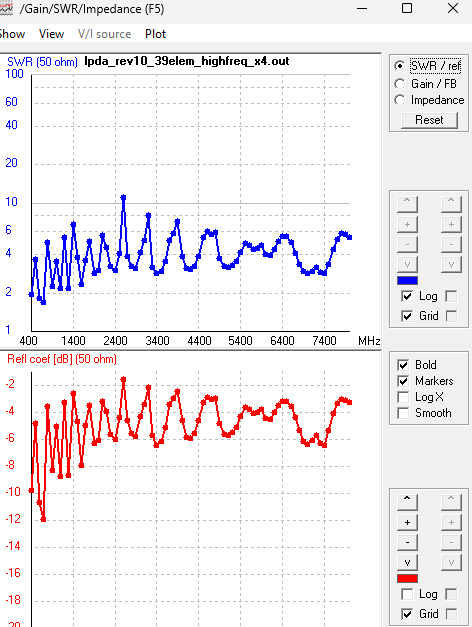 /Gain/SWR/Impedance (F5)
Show View V/I source Plot
SWR (50 ohm) lpda_rev10_39elem_highfreq_x4.out
100
60
40
20
10
6
4
2
1
400 1400 2400 3400 4400 5400 6400 7400 MHz
Refl coef [dB] (50 ohm)
-2
-4
-6
-8
-10
-12
-14
-16
-18
-20
SWR / ref
Gain / FB
Impedance
Reset
^ ^
+ +
- -
v v
Log
Grid
Bold
Markers
Log X
Smooth
^ ^
+ +
- -
v v
Log
Grid